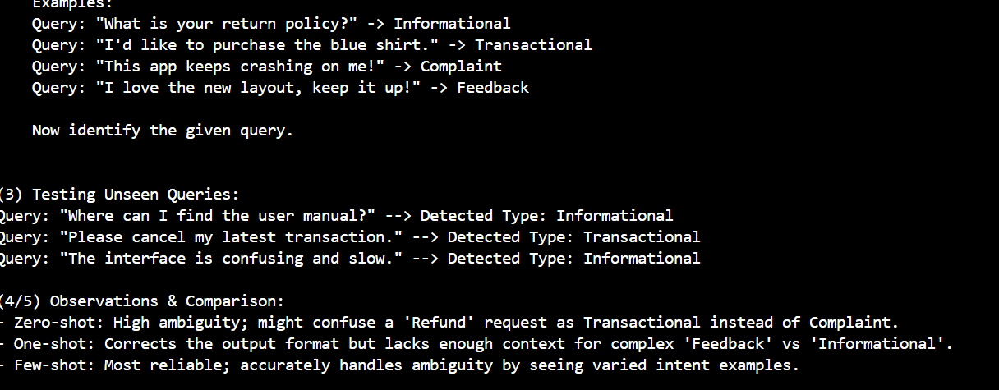 Examples:
Query: "What is your return policy?" -> Informational
Query: "I'd like to purchase the blue shirt." -> Transactional
Query: "This app keeps crashing on me!" -> Complaint
Query: "I love the new layout, keep it up!" -> Feedback
Now identify the given query.
(3) Testing Unseen Queries:
Query: "Where can I find the user manual?" --> Detected Type: Informational
Query: "Please cancel my latest transaction." --> Detected Type: Transactional
Query: "The interface is confusing and slow." --> Detected Type: Informational
(4/5) Observations & Comparison:
- Zero-shot: High ambiguity; might confuse a 'Refund' request as Transactional instead of Complaint.
- One-shot: Corrects the output format but lacks enough context for complex 'Feedback' vs 'Informational'.
- Few-shot: Most reliable; accurately handles ambiguity by seeing varied intent examples.